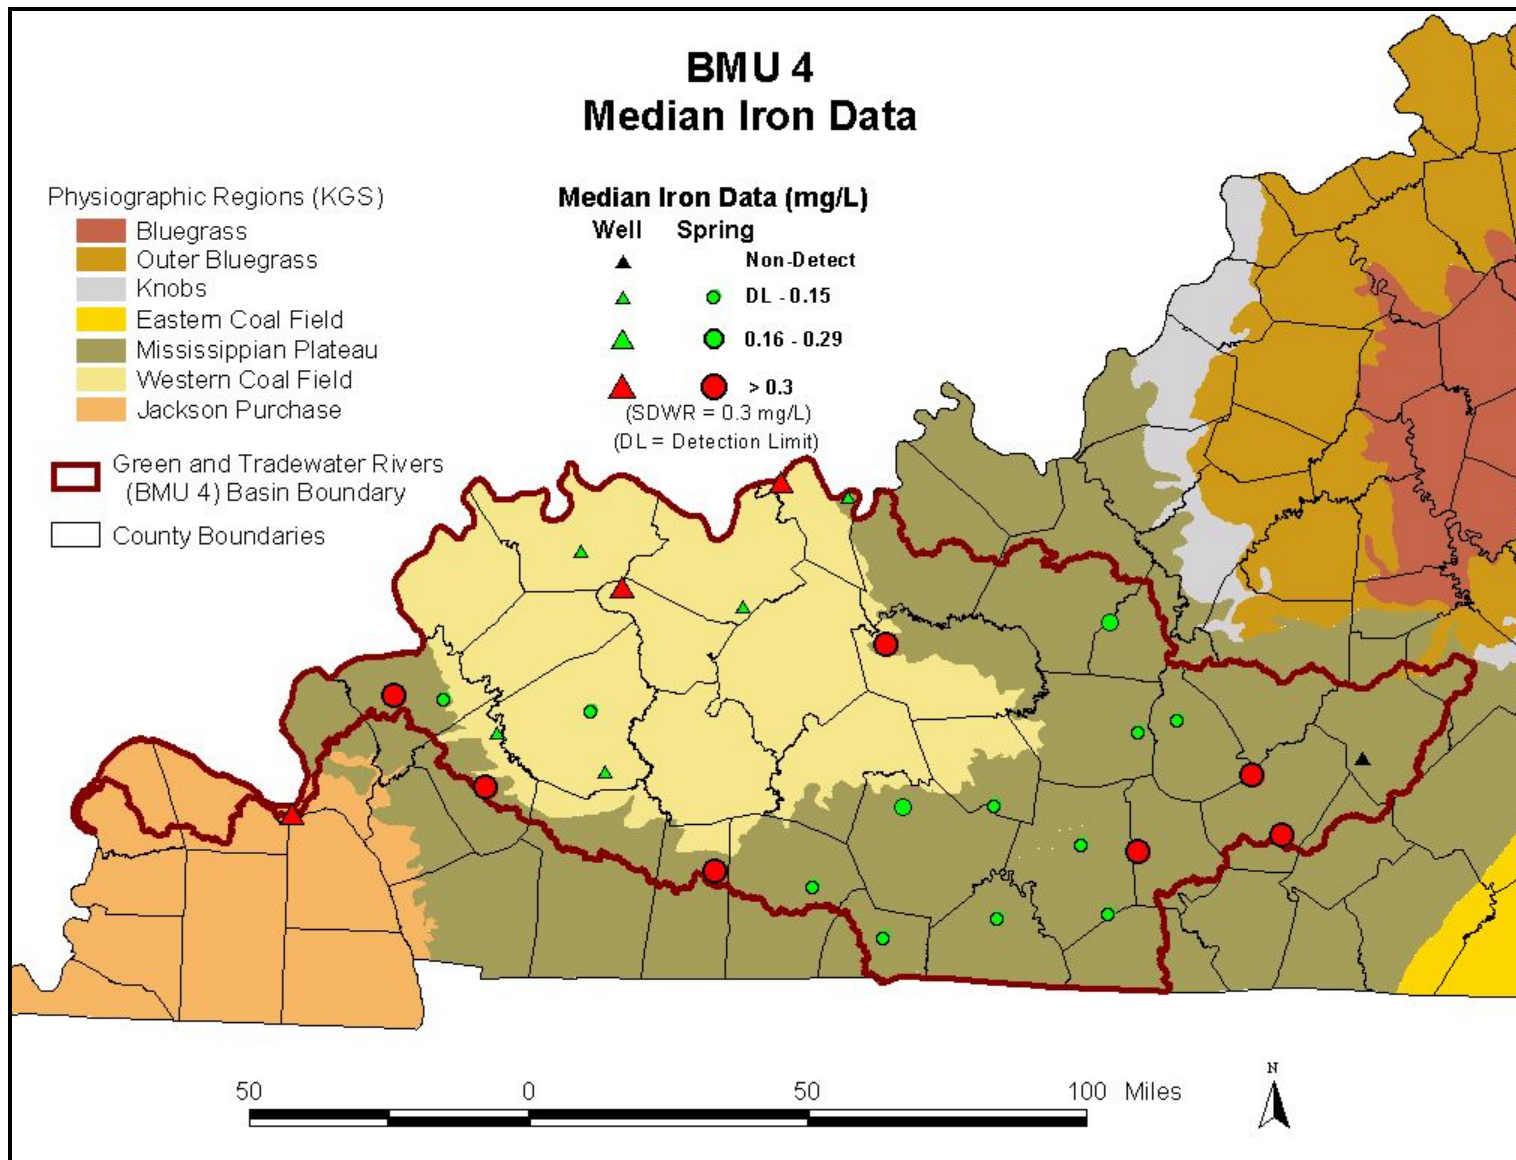 BMU 4
Median Iron Data
Physiographic Regions (KGS)
Bluegrass
Outer Bluegrass
Knobs
Eastern Coal Field
Mississippian Plateau
Western Coal Field
Jackson Purchase
Green and Tradewater Rivers
(BMU 4) Basin Boundary
County Boundaries
Median Iron Data (mg/L)
Well Spring
Non-Detect
DL - 0.15
0.16 - 0.29
> 0.3
(SDWR = 0.3 mg/L)
(DL = Detection Limit)
50 0 50 100 Miles
N